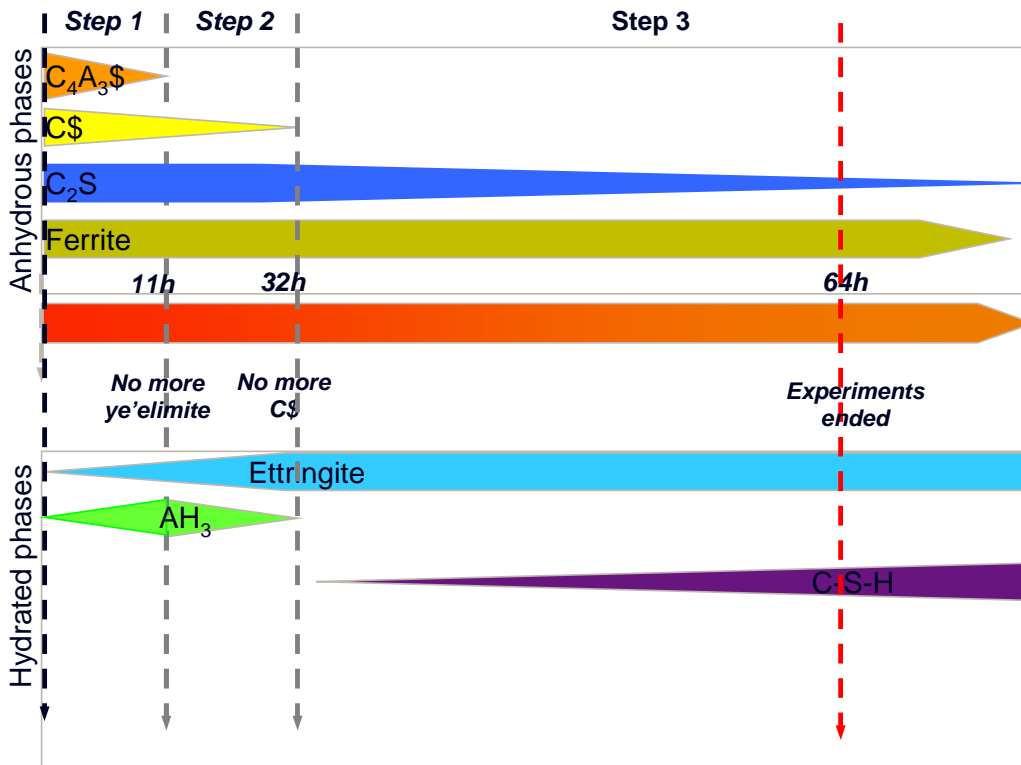 Step 1 Step 2 Step 3
Anhydrous phases
C₄A₃$
C$
C₂S
Ferrite
11h 32h 64h
No more
ye'elimite
No more
C$
Experiments
ended
Hydrated phases
Ettringite
AH₃
C-S-H